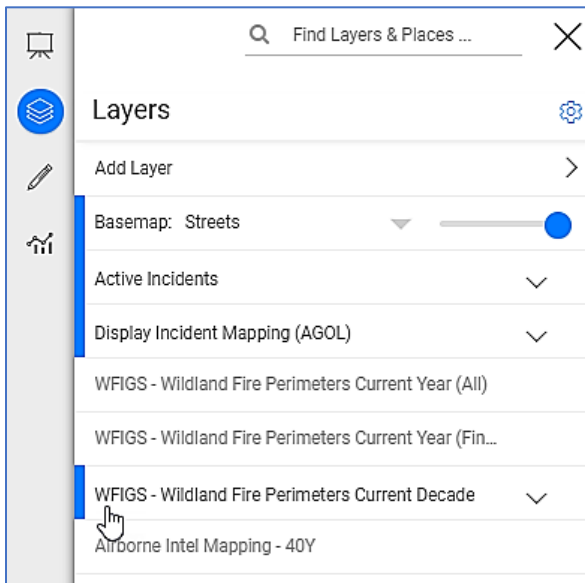 Find Layers & Places ...
Layers
Add Layer
Basemap: Streets
Active Incidents
Display Incident Mapping (AGOL)
WFIGS - Wildland Fire Perimeters Current Year (All)
WFIGS - Wildland Fire Perimeters Current Year (Fin...
WFIGS - Wildland Fire Perimeters Current Decade
Airborne Intel Mapping - 40Y